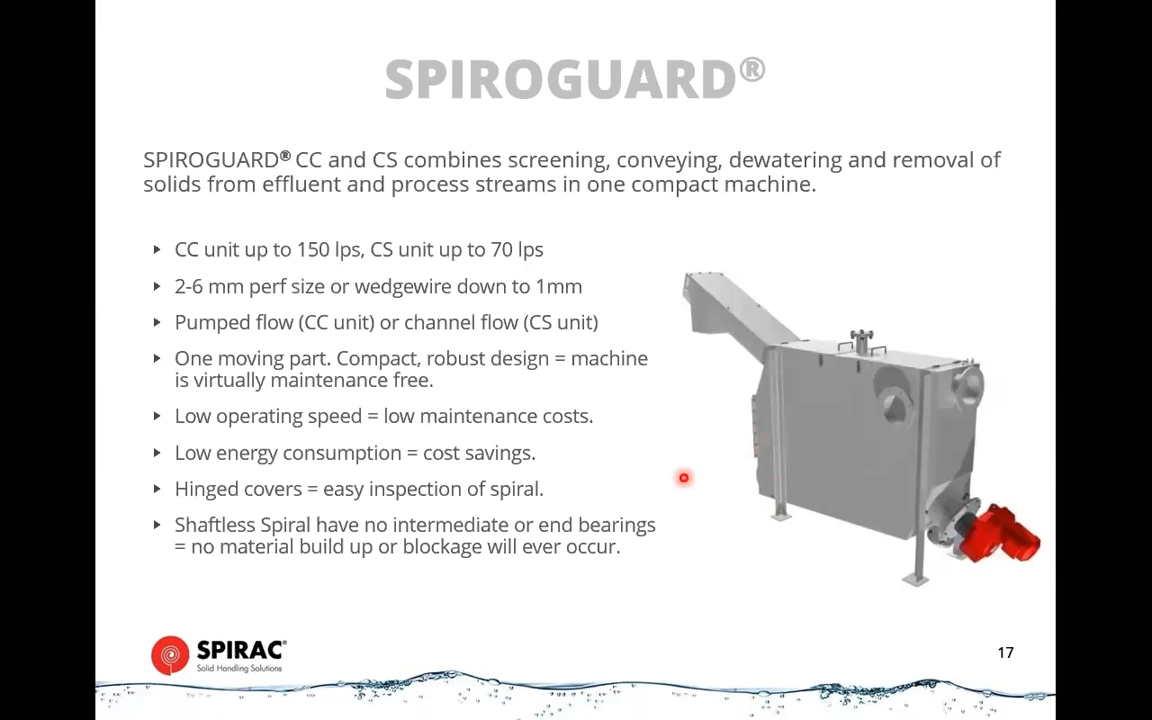 SPIROGUARD®
SPIROGUARD® CC and CS combines screening, conveying, dewatering and removal of
solids from effluent and process streams in one compact machine.
CC unit up to 150 lps, CS unit up to 70 lps
2-6 mm perf size or wedgewire down to 1mm
Pumped flow (CC unit) or channel flow (CS unit)
One moving part. Compact, robust design = machine
is virtually maintenance free.
Low operating speed = low maintenance costs.
Low energy consumption = cost savings.
Hinged covers = easy inspection of spiral.
Shaftless Spiral have no intermediate or end bearings
= no material build up or blockage will ever occur.
SPIRAC®
Solid Handling Solutions
17